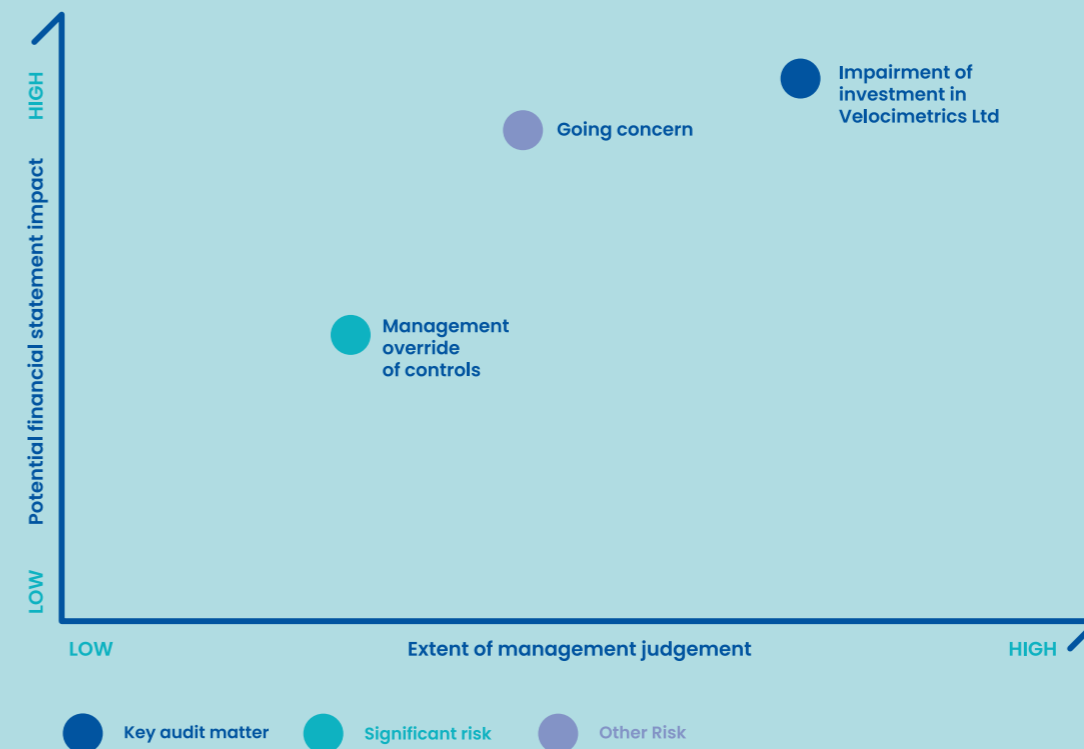 HIGH
Potential financial statement impact
LOW
Impairment of
investment in
Velocimetrics Ltd
Going concern
Management
override
of controls
LOW
Extent of management judgement
HIGH
Key audit matter
Significant risk
Other Risk